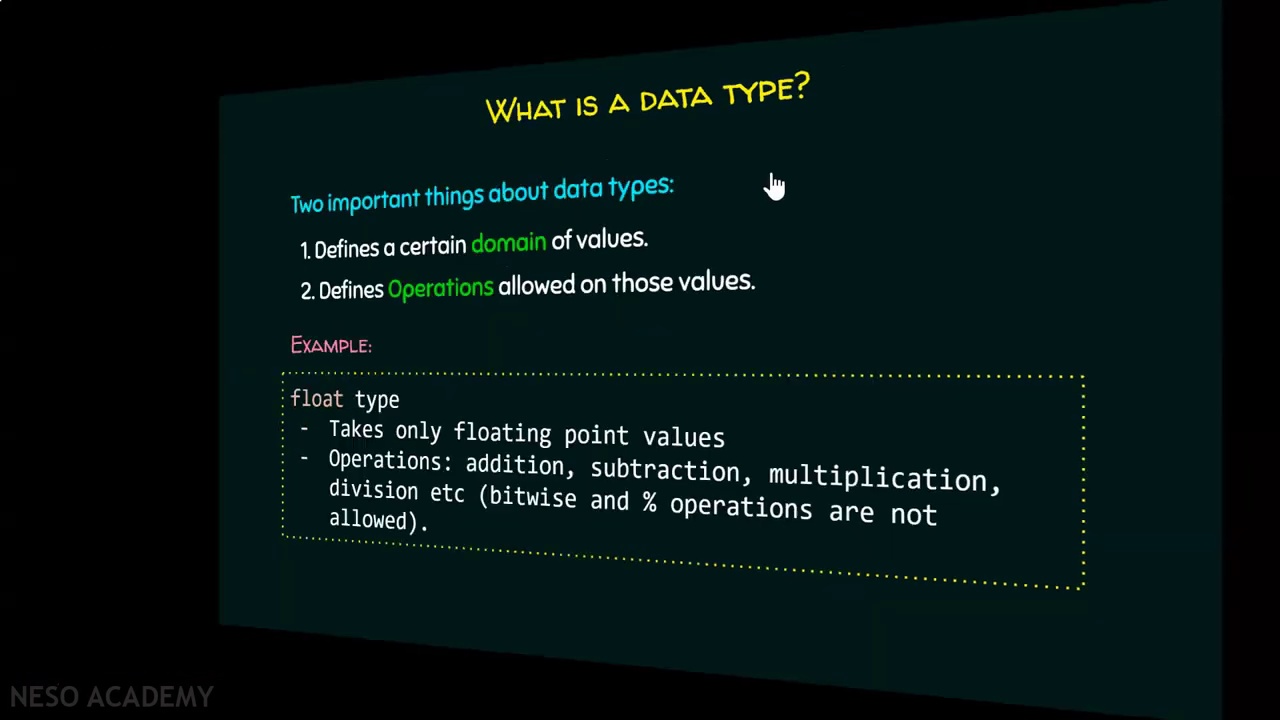 What is a data type?
Two important things about data types:
1. Defines a certain domain of values.
2. Defines Operations allowed on those values.
Example:
float type
- Takes only floating point values
- Operations: addition, subtraction, multiplication,
division etc (bitwise and % operations are not
allowed).
NESO ACADEMY